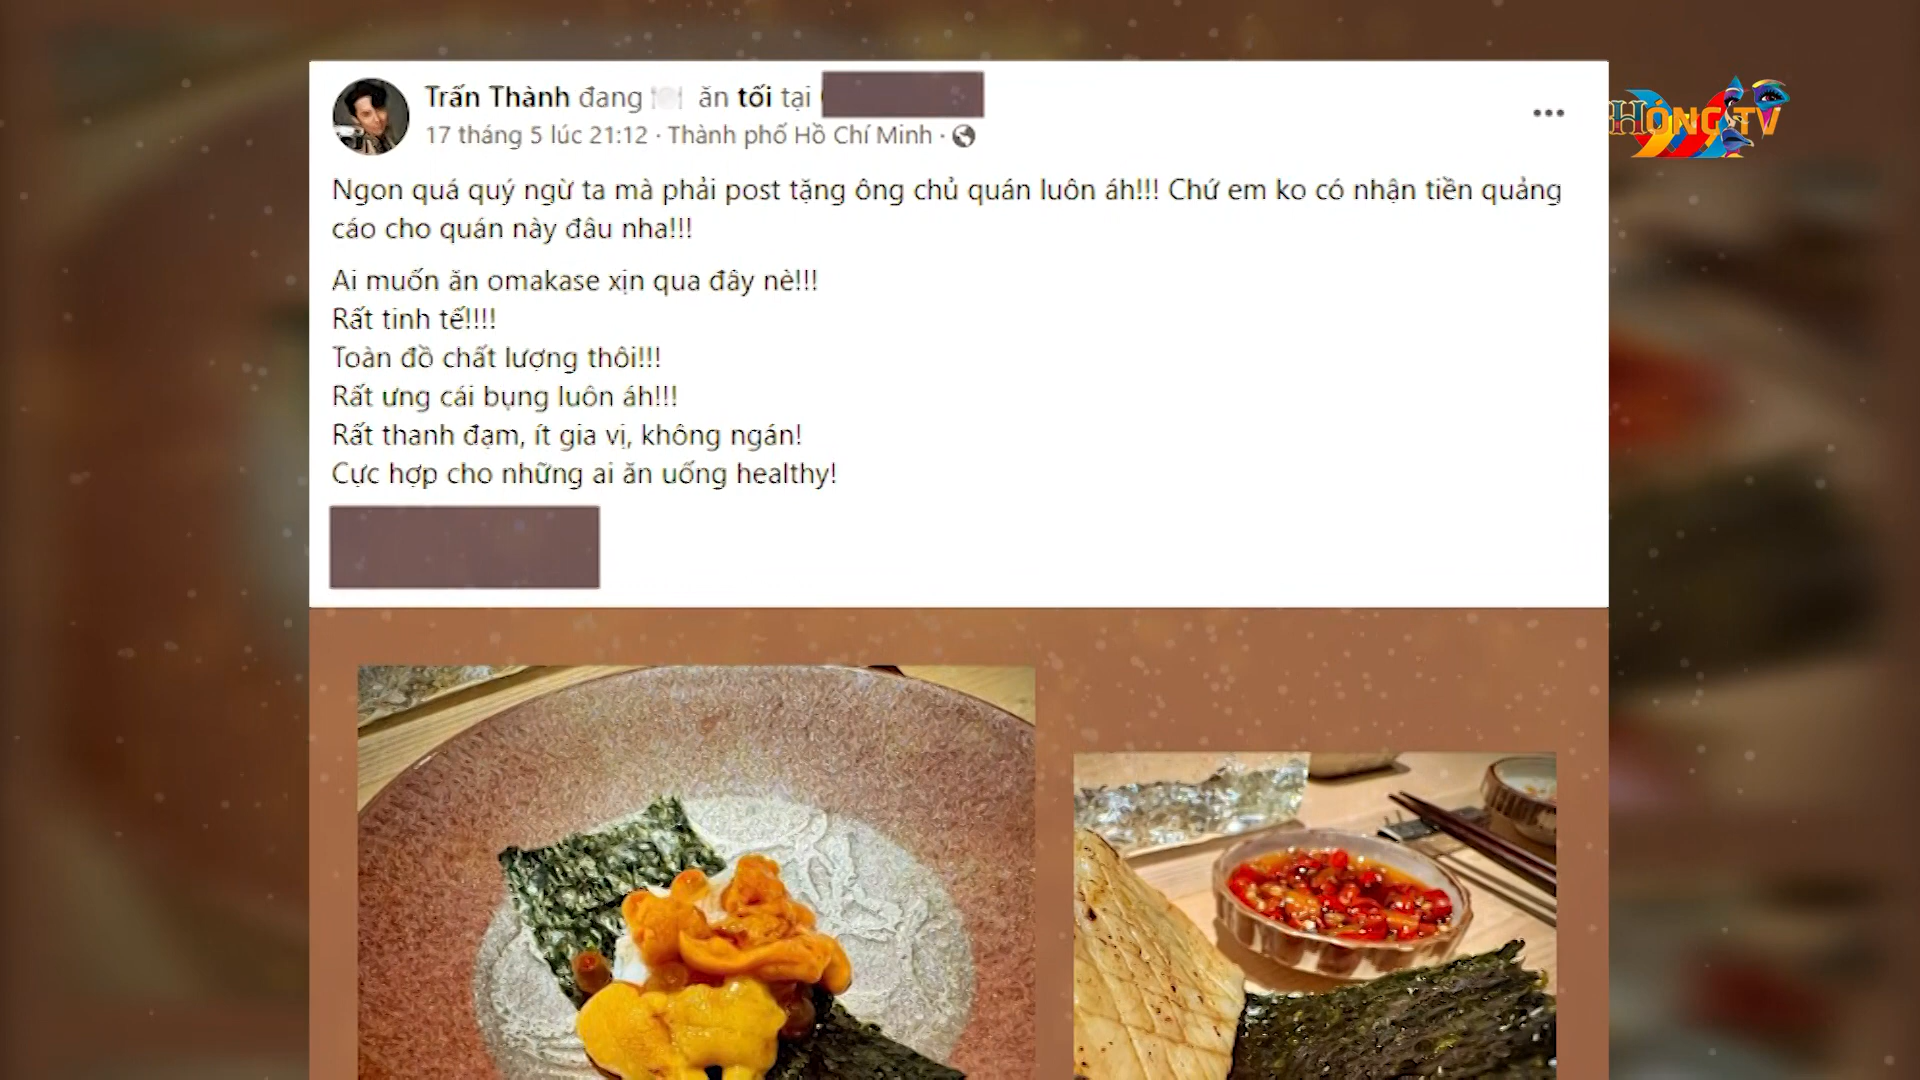 Trấn Thành đang ăn tối tại
17 tháng 5 lúc 21:12 · Thành phố Hồ Chí Minh ·
HÓNG TV
Ngon quá quý ngừ ta mà phải post tặng ông chủ quán luôn áh!!! Chứ em ko có nhận tiền quảng
cáo cho quán này đâu nha!!!
Ai muốn ăn omakase xịn qua đây nè!!!
Rất tinh tế!!!!
Toàn đồ chất lượng thôi!!!
Rất ưng cái bụng luôn áh!!!
Rất thanh đạm, ít gia vị, không ngán!
Cực hợp cho những ai ăn uống healthy!